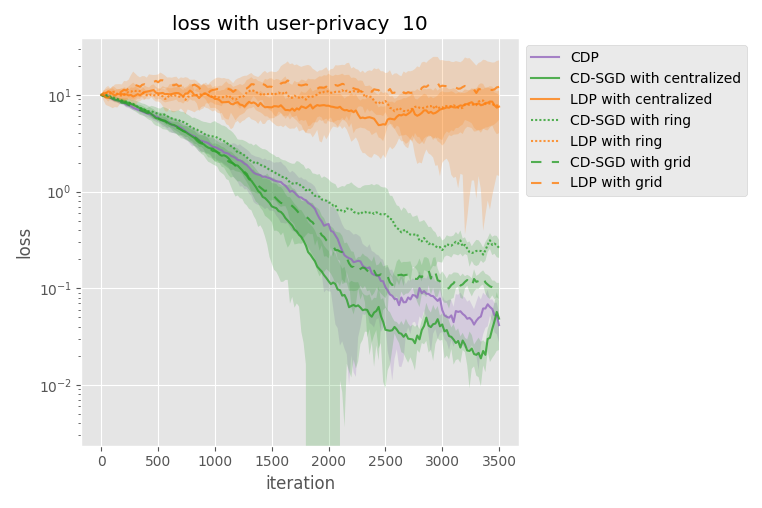 loss with user-privacy 10
CDP
CD-SGD with centralized
LDP with centralized
CD-SGD with ring
LDP with ring
CD-SGD with grid
LDP with grid
10^1
10^0
10^−1
10^−2
loss
0 500 1000 1500 2000 2500 3000 3500
iteration